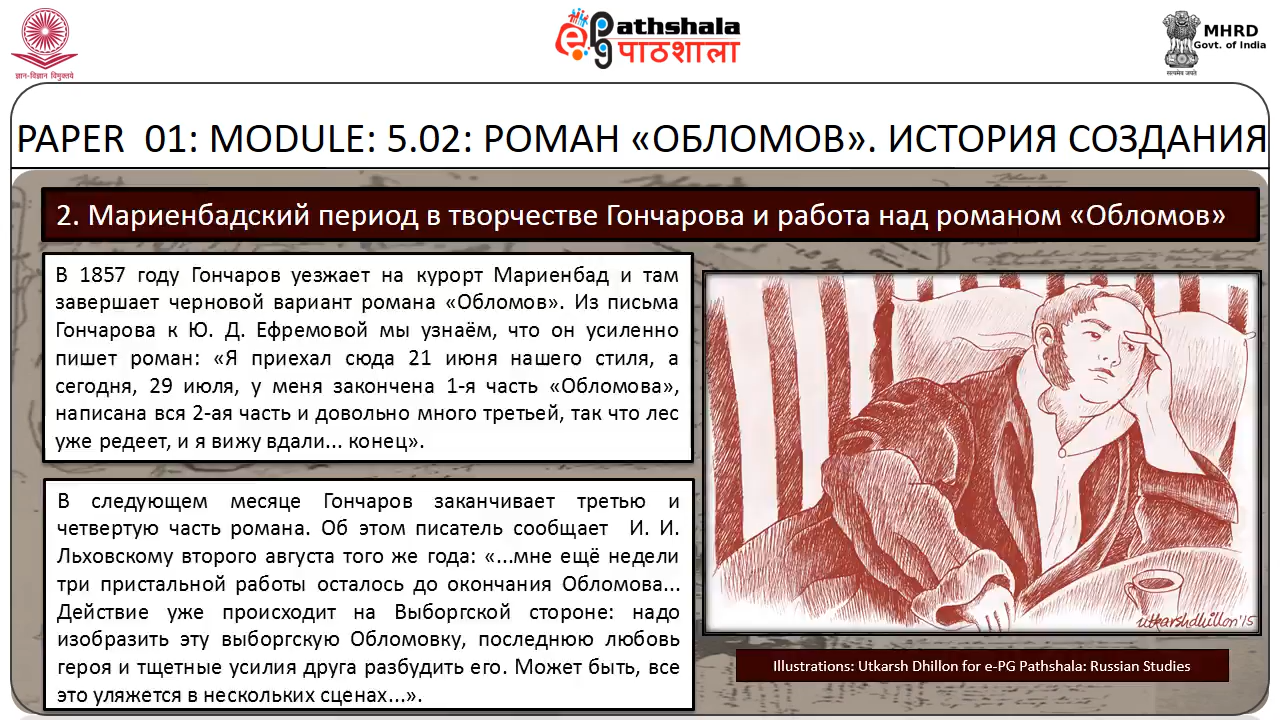 ज्ञान-विज्ञान विमुक्तये
ePG Pathshala
पाठशाला
MHRD
Govt. of India
सत्यमेव जयते
PAPER 01: MODULE: 5.02: РОМАН «ОБЛОМОВ». ИСТОРИЯ СОЗДАНИЯ
2. Мариенбадский период в творчестве Гончарова и работа над романом «Обломов»
В 1857 году Гончаров уезжает на курорт Мариенбад и там
завершает черновой вариант романа «Обломов». Из письма
Гончарова к Ю. Д. Ефремовой мы узнаём, что он усиленно
пишет роман: «Я приехал сюда 21 июня нашего стиля, а
сегодня, 29 июля, у меня закончена 1-я часть «Обломова»,
написана вся 2-ая часть и довольно много третьей, так что лес
уже редеет, и я вижу вдали... конец».
В следующем месяце Гончаров заканчивает третью и
четвертую часть романа. Об этом писатель сообщает И. И.
Льховскому второго августа того же года: «...мне ещё недели
три пристальной работы осталось до окончания Обломова...
Действие уже происходит на Выборгской стороне: надо
изобразить эту выборгскую Обломовку, последнюю любовь
героя и тщетные усилия друга разбудить его. Может быть, все
это уляжется в нескольких сценах...».
utkarshdhillon'15
Illustrations: Utkarsh Dhillon for e-PG Pathshala: Russian Studies